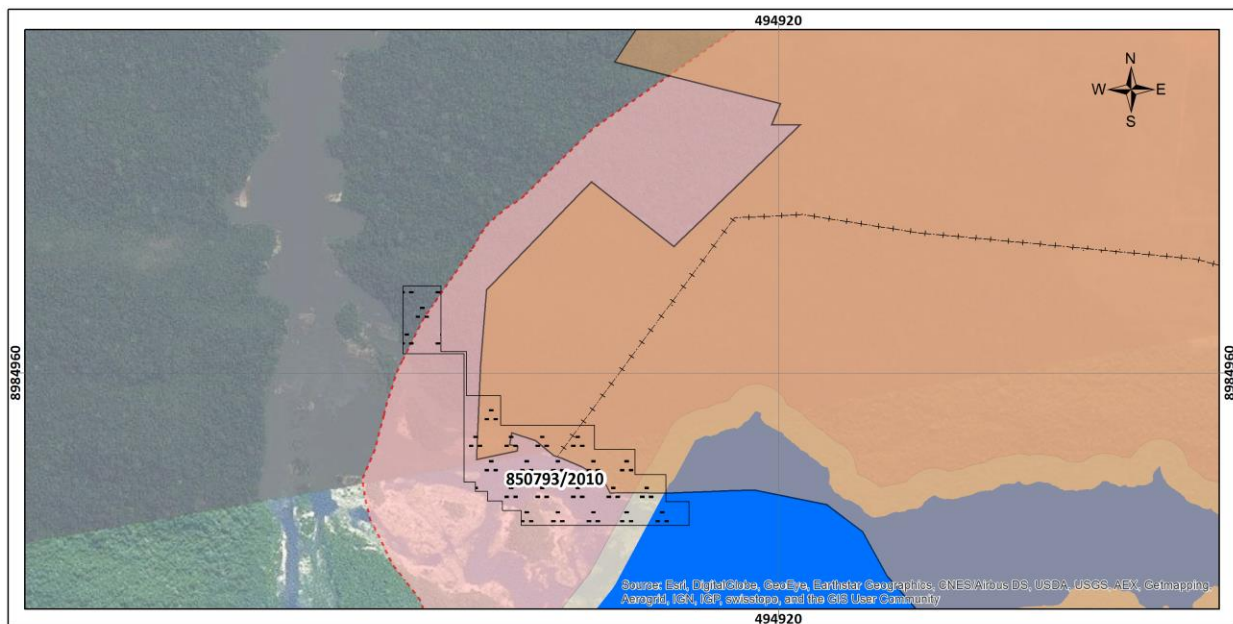 494920
N
W E
S
8984960
8984960
850793/2010
Source: Esri, DigitalGlobe, GeoEye, Earthstar Geographics, CNES/Airbus DS, USDA, USGS, AEX, Getmapping,
Aerogrid, IGN, IGP, swisstopo, and the GIS User Community
494920